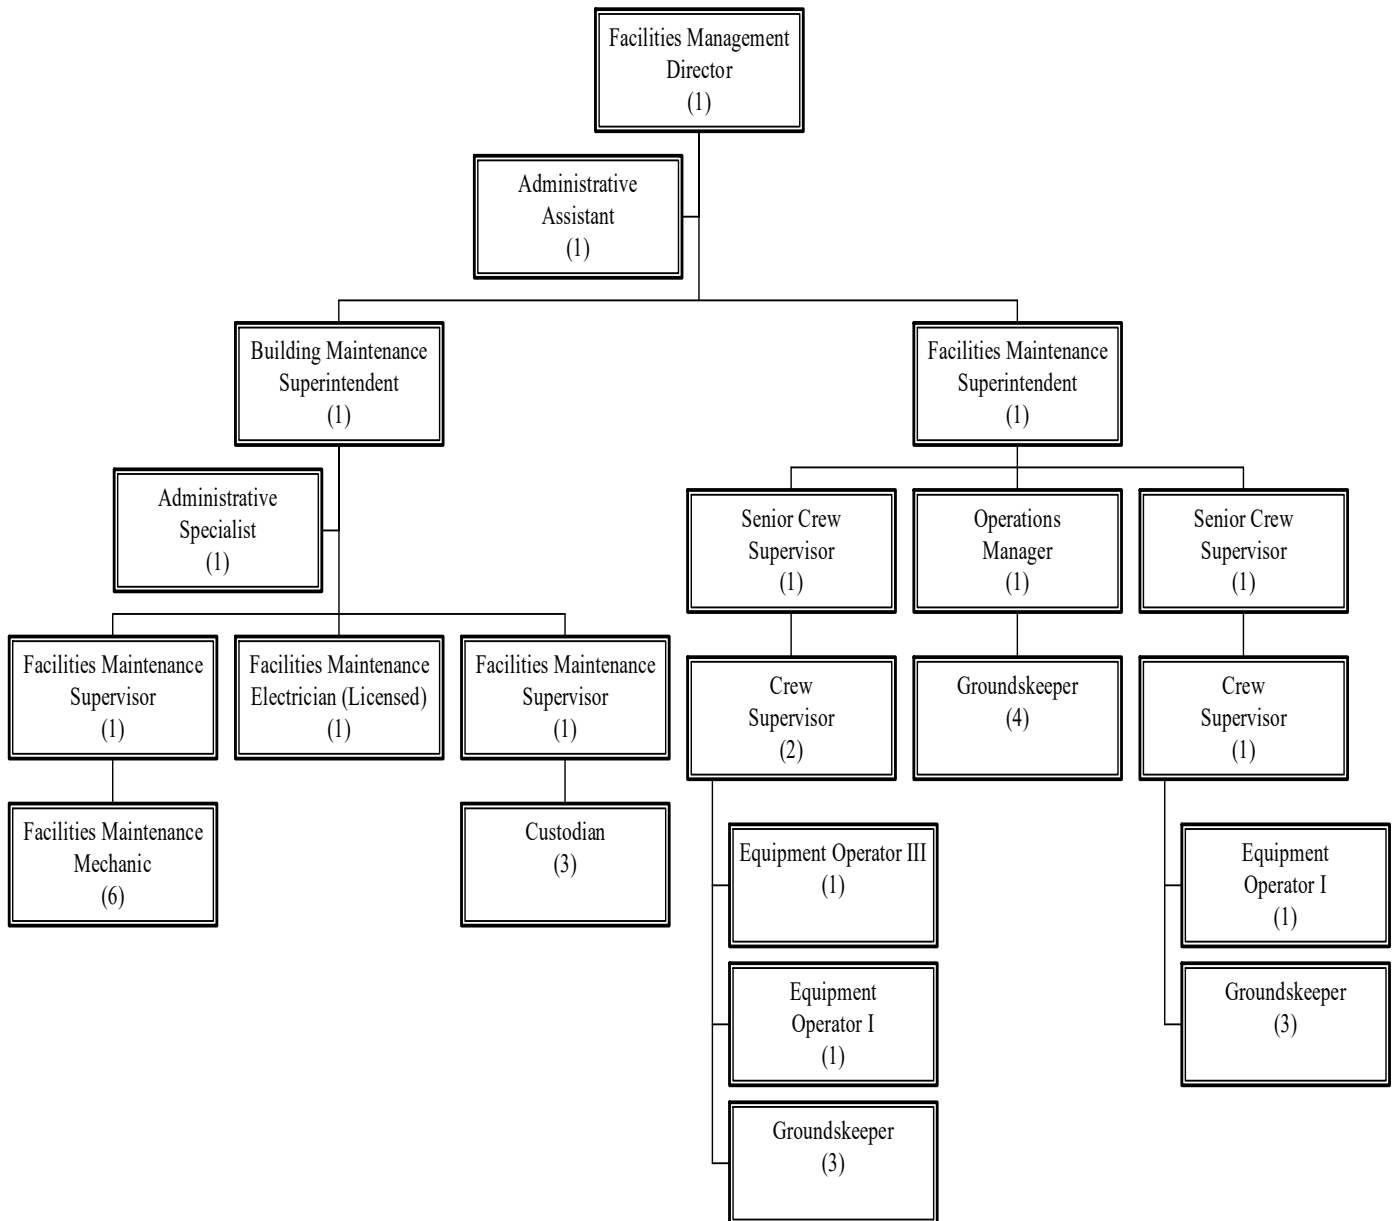 Facilities Management
Director
(1)
Administrative
Assistant
(1)
Building Maintenance
Superintendent
(1)
Facilities Maintenance
Superintendent
(1)
Administrative
Specialist
(1)
Senior Crew
Supervisor
(1)
Operations
Manager
(1)
Senior Crew
Supervisor
(1)
Facilities Maintenance
Supervisor
(1)
Facilities Maintenance
Electrician (Licensed)
(1)
Facilities Maintenance
Supervisor
(1)
Crew
Supervisor
(2)
Groundskeeper
(4)
Crew
Supervisor
(1)
Facilities Maintenance
Mechanic
(6)
Custodian
(3)
Equipment Operator III
(1)
Equipment
Operator I
(1)
Equipment
Operator I
(1)
Groundskeeper
(3)
Groundskeeper
(3)